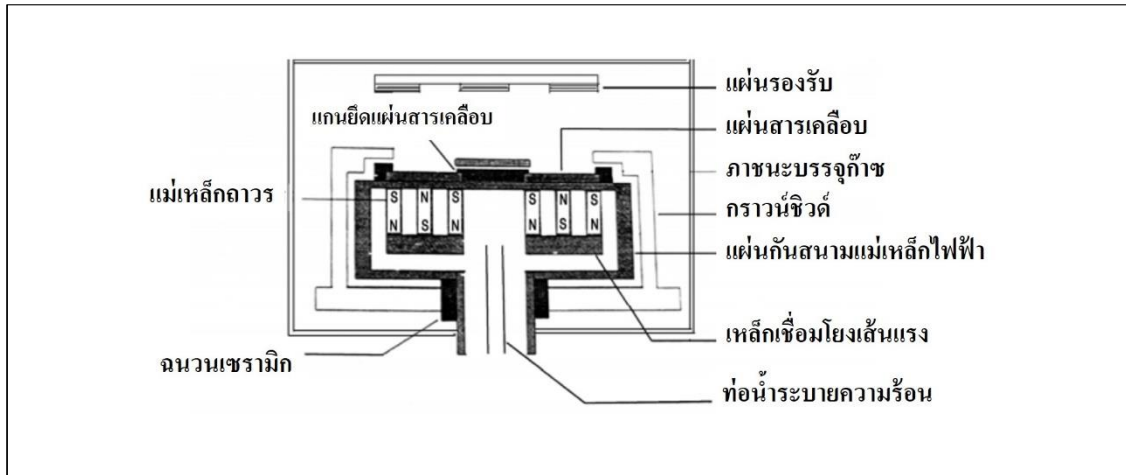 แผ่นรองรับ
แกนยึดแผ่นสารเคลือบ
แผ่นสารเคลือบ
ภาชนะบรรจุก๊าซ
แม่เหล็กถาวร
S N S S N S
N S N N S N
กราวน์ชิวด์
แผ่นกันสนามแม่เหล็กไฟฟ้า
เหล็กเชื่อมโยงเส้นแรง
ฉนวนเซรามิก
ท่อน้ำระบายความร้อน